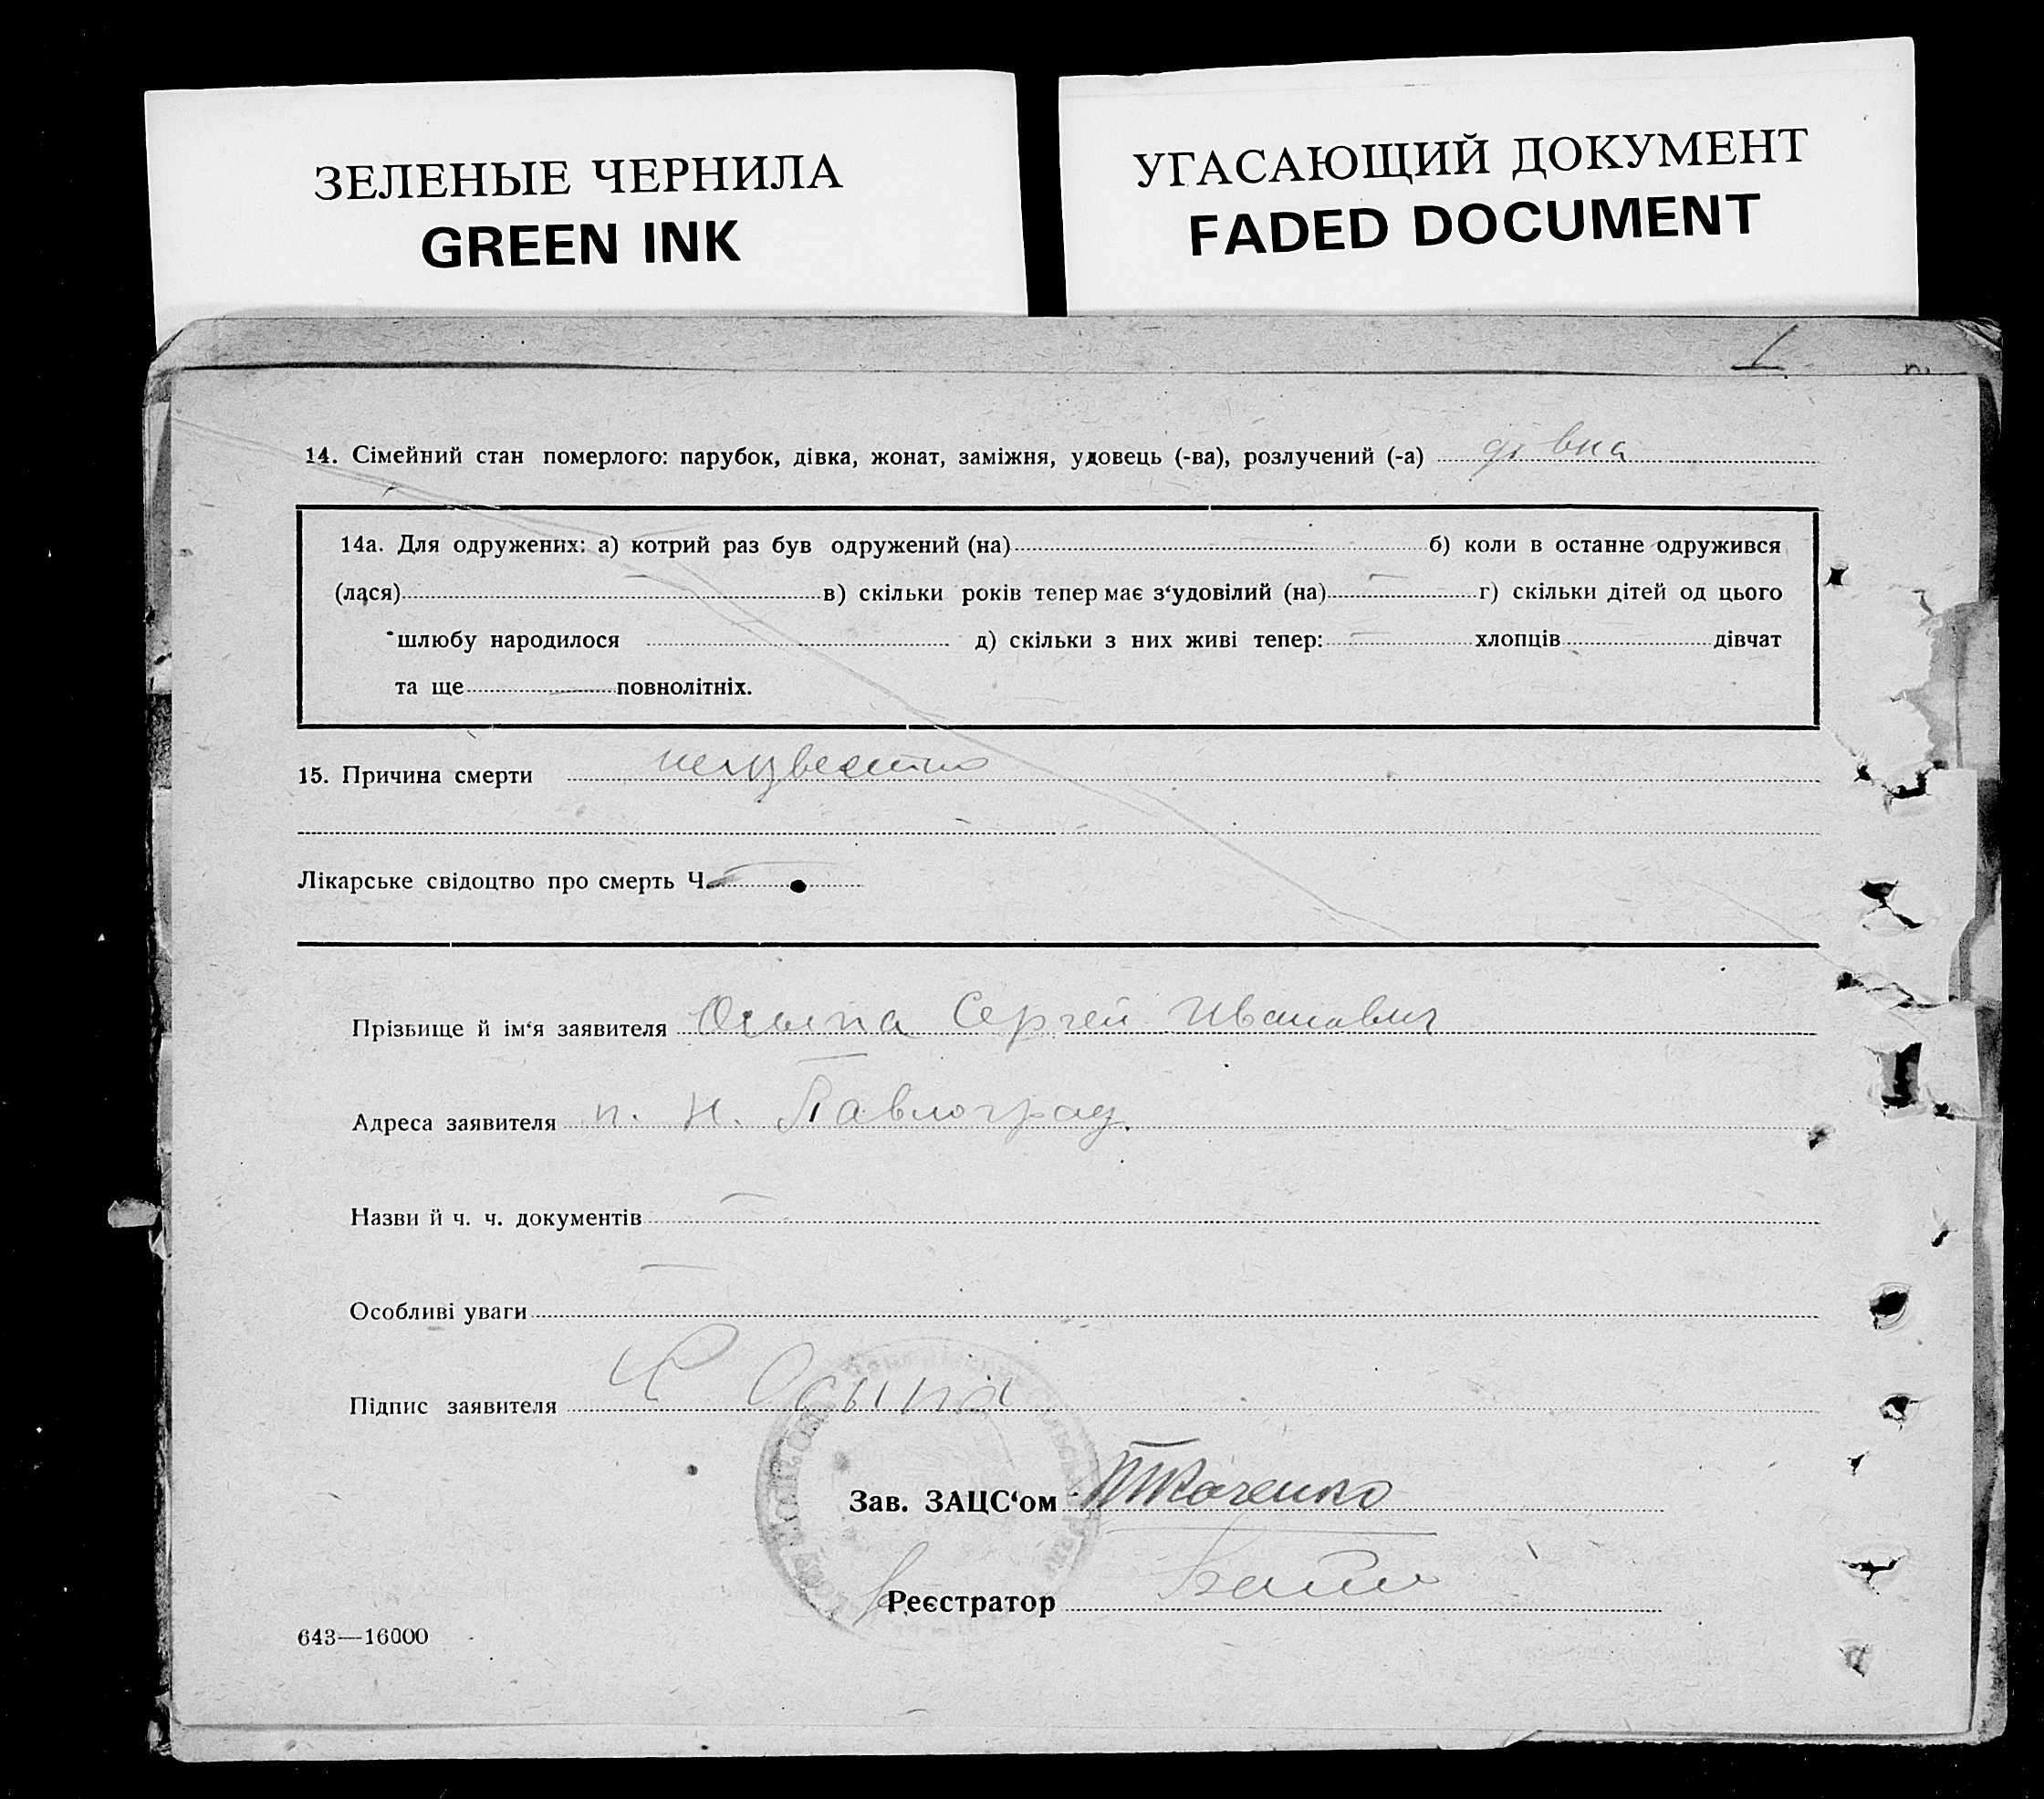 ЗЕЛЕНЫЕ ЧЕРНИЛА
GREEN INK
УГАСАЮЩИЙ ДОКУМЕНТ
FADED DOCUMENT
14. Сімейний стан померлого: парубок, дівка, жонат, заміжня, удовець (-ва), розлучений (-а)
14а. Для одружених: а) котрий раз був одружений (на) б) коли в останнє одружився
(лася) в) скільки років тепер має з‘удовілий (на) г) скільки дітей од цього
шлюбу народилося д) скільки з них живі тепер: хлопців дівчат
та ще повнолітніх.
15. Причина смерти неизвестно
Лікарське свідоцтво про смерть Ч.
Прізвище й ім‘я заявителя Осыпа Сергей Иванович
Адреса заявителя п. Н. Павлоград.
Назви й ч. ч. документів
Особливі уваги
Підпис заявителя Осыпа
Зав. ЗАЦС‘ом Ткаченко
Реєстратор
643—16000